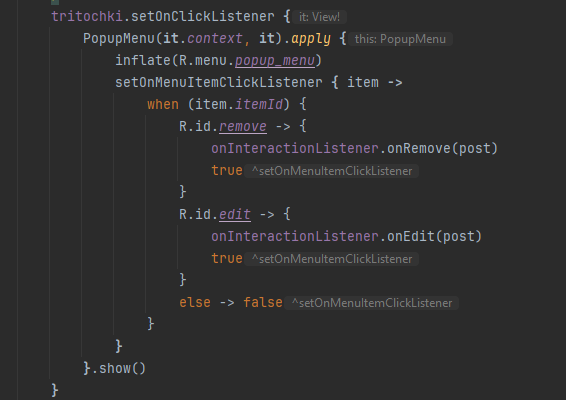 tritochki.setOnClickListener { it: View!
    PopupMenu(it.context, it).apply { this: PopupMenu
        inflate(R.menu.popup_menu)
        setOnMenuItemClickListener { item ->
            when (item.itemId) {
                R.id.remove -> {
                    onInteractionListener.onRemove(post)
                    true ^setOnMenuItemClickListener
                }
                R.id.edit -> {
                    onInteractionListener.onEdit(post)
                    true ^setOnMenuItemClickListener
                }
                else -> false ^setOnMenuItemClickListener
            }
        }
    }.show()
}